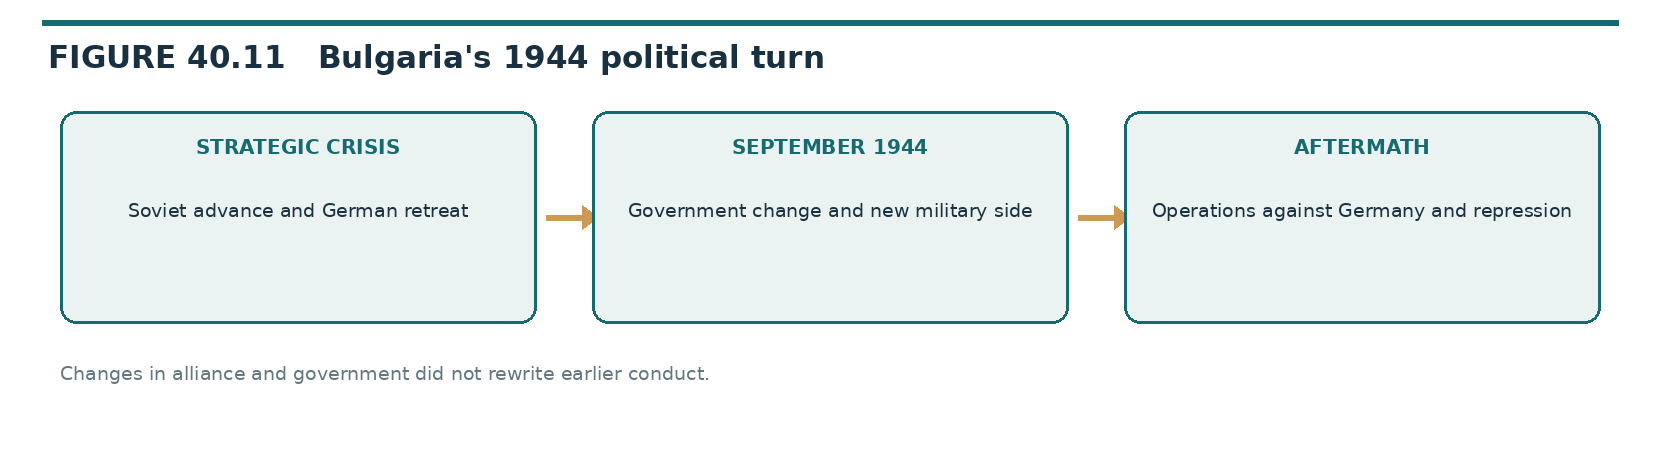 FIGURE 40.11 Bulgaria's 1944 political turn
STRATEGIC CRISIS
Soviet advance and German retreat
SEPTEMBER 1944
Government change and new military side
AFTERMATH
Operations against Germany and repression
Changes in alliance and government did not rewrite earlier conduct.